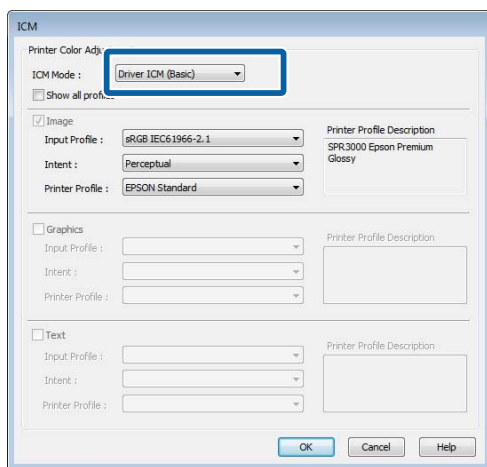 ICM
Printer Color Adju
ICM Mode :
Driver ICM (Basic)
Show all profiles
Image
Input Profile :
sRGB IEC61966-2.1
Intent :
Perceptual
Printer Profile :
EPSON Standard
Printer Profile Description
SPR3000 Epson Premium
Glossy
Graphics
Input Profile :
Intent :
Printer Profile :
Printer Profile Description
Text
Input Profile :
Intent :
Printer Profile :
Printer Profile Description
OK
Cancel
Help